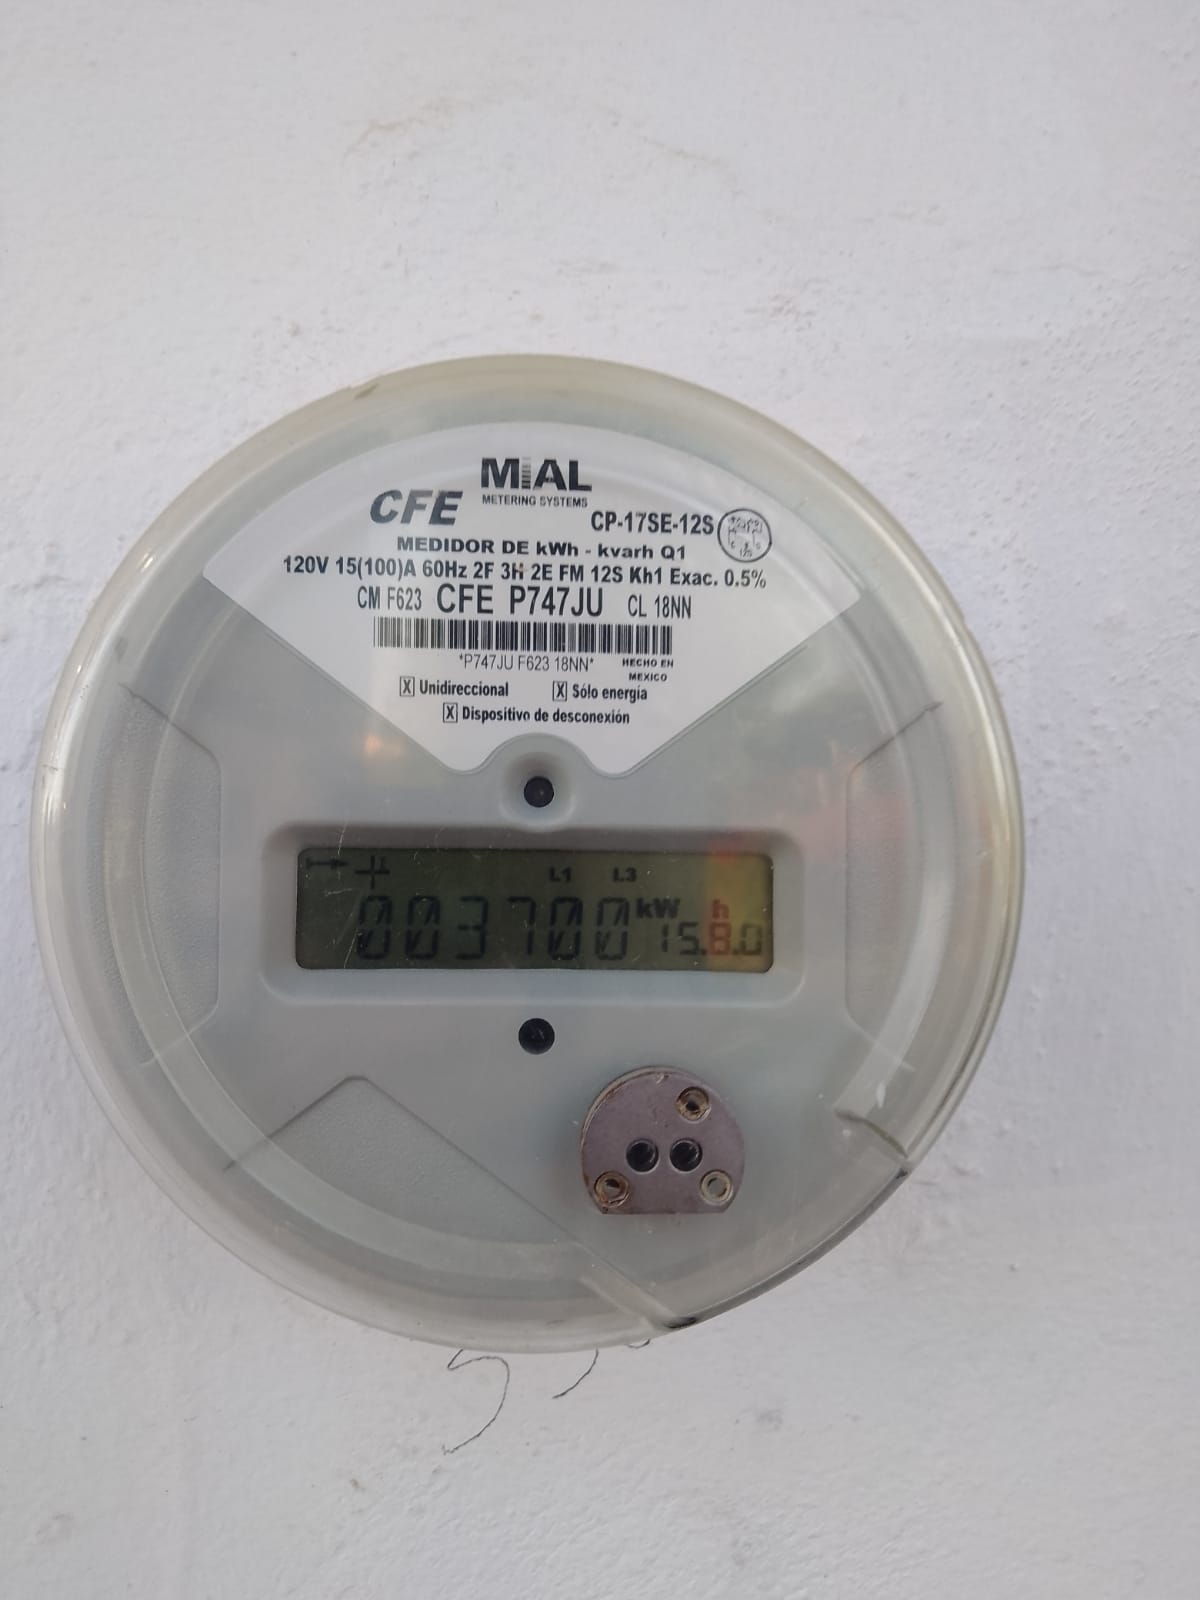 MIAL
METERING SYSTEMS
CFE
CP-17SE-12S
MEDIDOR DE kWh - kvarh Q1
120V 15(100)A 60Hz 2F 3H 2E FM 12S Kh1 Exac. 0.5%
CM F623 CFE P747JU CL 18NN
*P747JU F623 18NN* HECHO EN MEXICO
X Unidireccional X Sólo energía
X Dispositivo de desconexión
L1 L3
003700 kWh 15.8.0